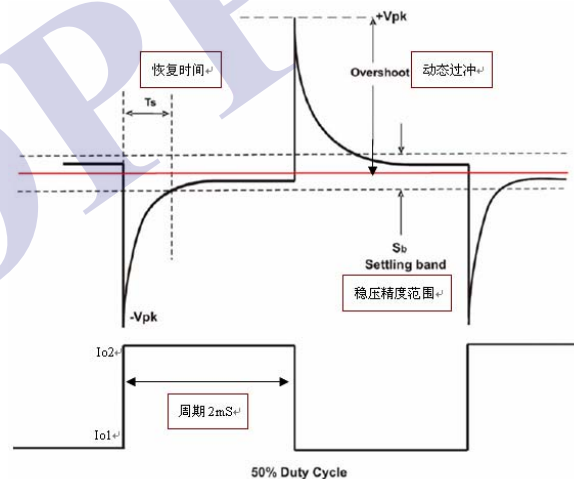 +Vpk
恢复时间
Overshoot
动态过冲
Ts
Sb
Settling band
稳压精度范围
-Vpk
Io2
周期 2mS
Io1
50% Duty Cycle